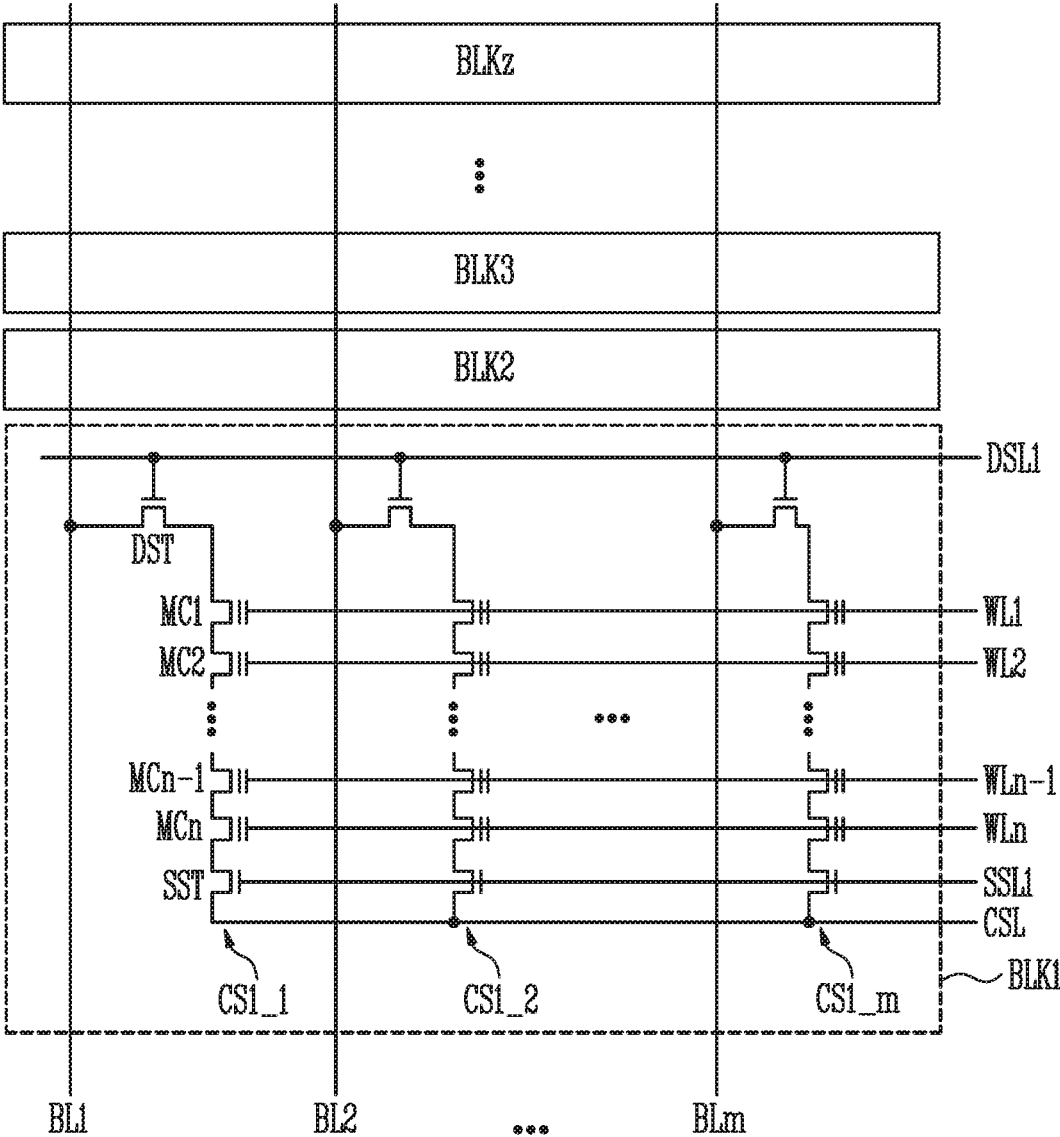 BLKz
BLK3
BLK2
DSL1
DST
MC1 WL1
MC2 WL2
MCn-1 WLn-1
MCn WLn
SST SSL1
CSL
CS1_1 CS1_2 CS1_m BLK1
BL1 BL2 ... BLm